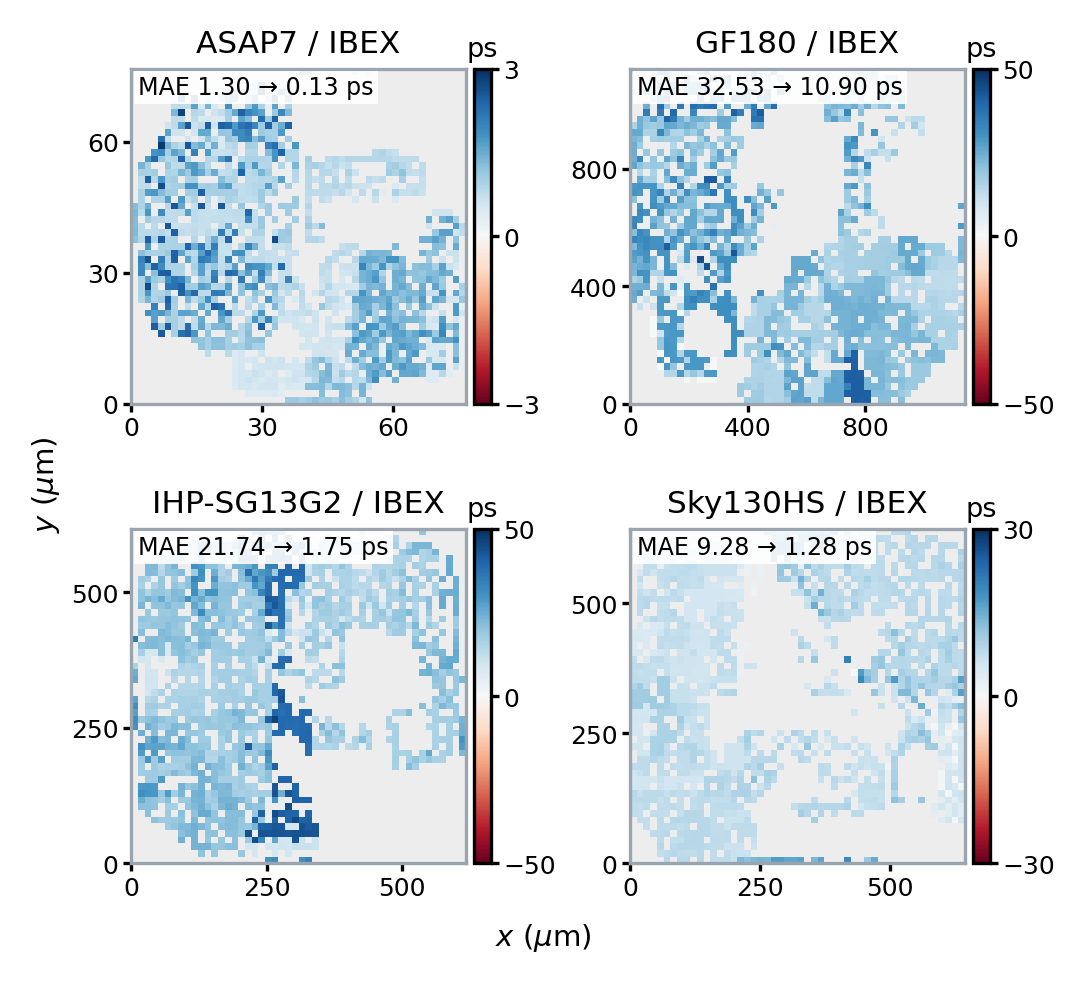 ASAP7 / IBEX
ps
MAE 1.30 → 0.13 ps
3
0
−3
60
30
0
0
30
60
GF180 / IBEX
ps
MAE 32.53 → 10.90 ps
50
0
−50
800
400
0
0
400
800
y (μm)
IHP-SG13G2 / IBEX
ps
MAE 21.74 → 1.75 ps
50
0
−50
500
250
0
0
250
500
Sky130HS / IBEX
ps
MAE 9.28 → 1.28 ps
30
0
−30
500
250
0
0
250
500
x (μm)